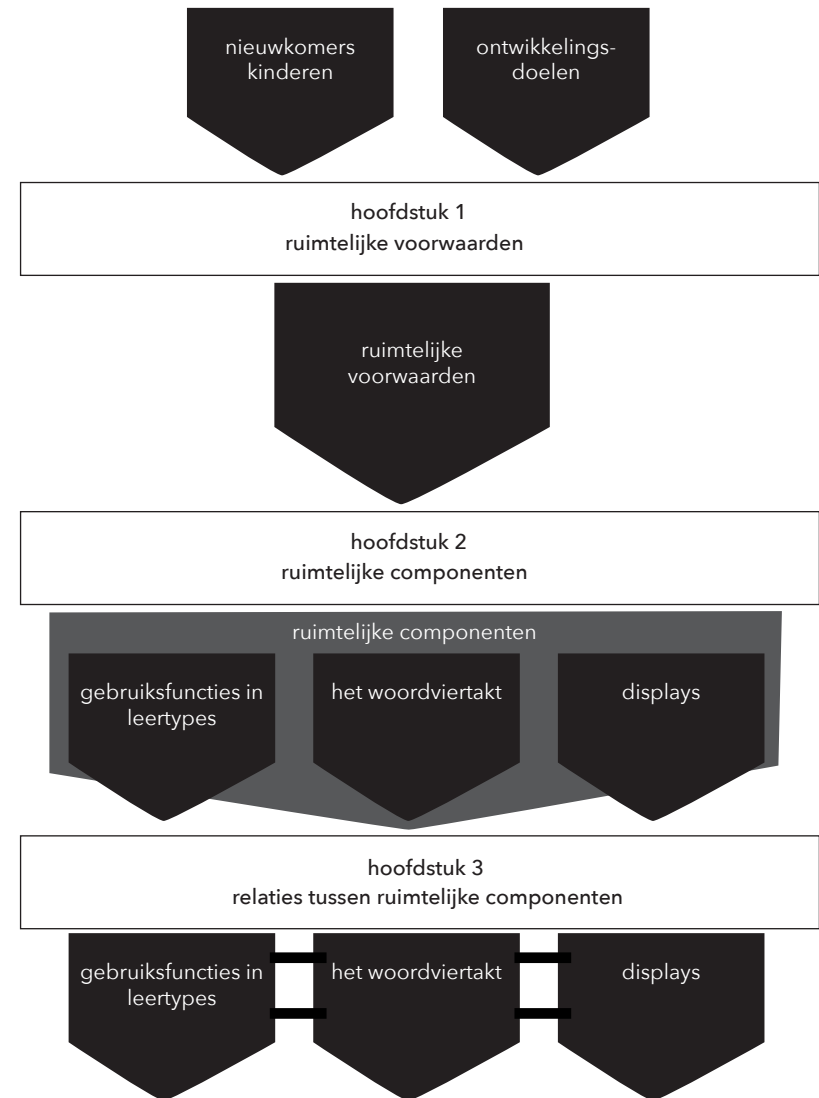 nieuwkomers
kinderen
ontwikkelings-
doelen
hoofdstuk 1
ruimtelijke voorwaarden
ruimtelijke
voorwaarden
hoofdstuk 2
ruimtelijke componenten
ruimtelijke componenten
gebruiksfuncties in
leertypes
het woordviertakt
displays
hoofdstuk 3
relaties tussen ruimtelijke componenten
gebruiksfuncties in
leertypes
het woordviertakt
displays